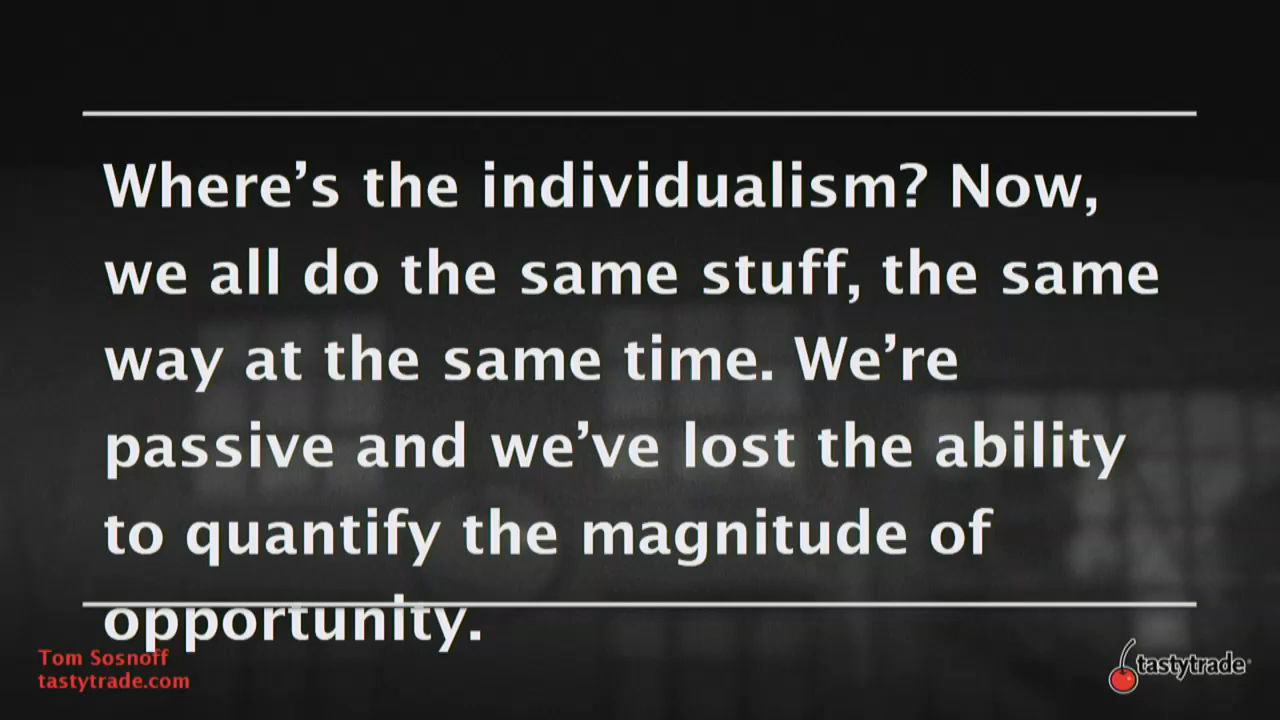 Where’s the individualism? Now,
we all do the same stuff, the same
way at the same time. We’re
passive and we’ve lost the ability
to quantify the magnitude of
opportunity.
Tom Sosnoff
tastytrade.com
tastytrade